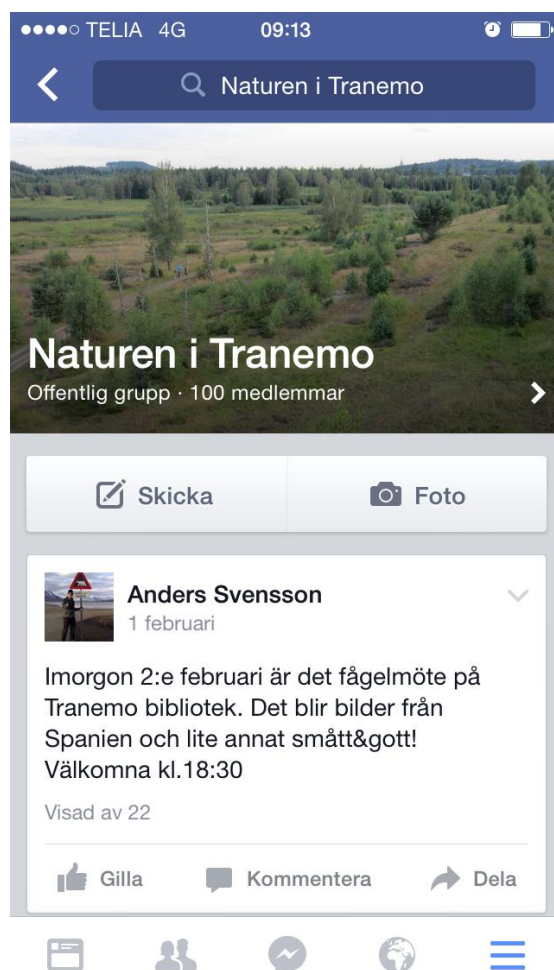 TELIA 4G 09:13
Naturen i Tranemo
Naturen i Tranemo
Offentlig grupp · 100 medlemmar
Skicka
Foto
Anders Svensson
1 februari
Imorgon 2:e februari är det fågelmöte på
Tranemo bibliotek. Det blir bilder från
Spanien och lite annat smått&gott!
Välkomna kl.18:30
Visad av 22
Gilla
Kommentera
Dela